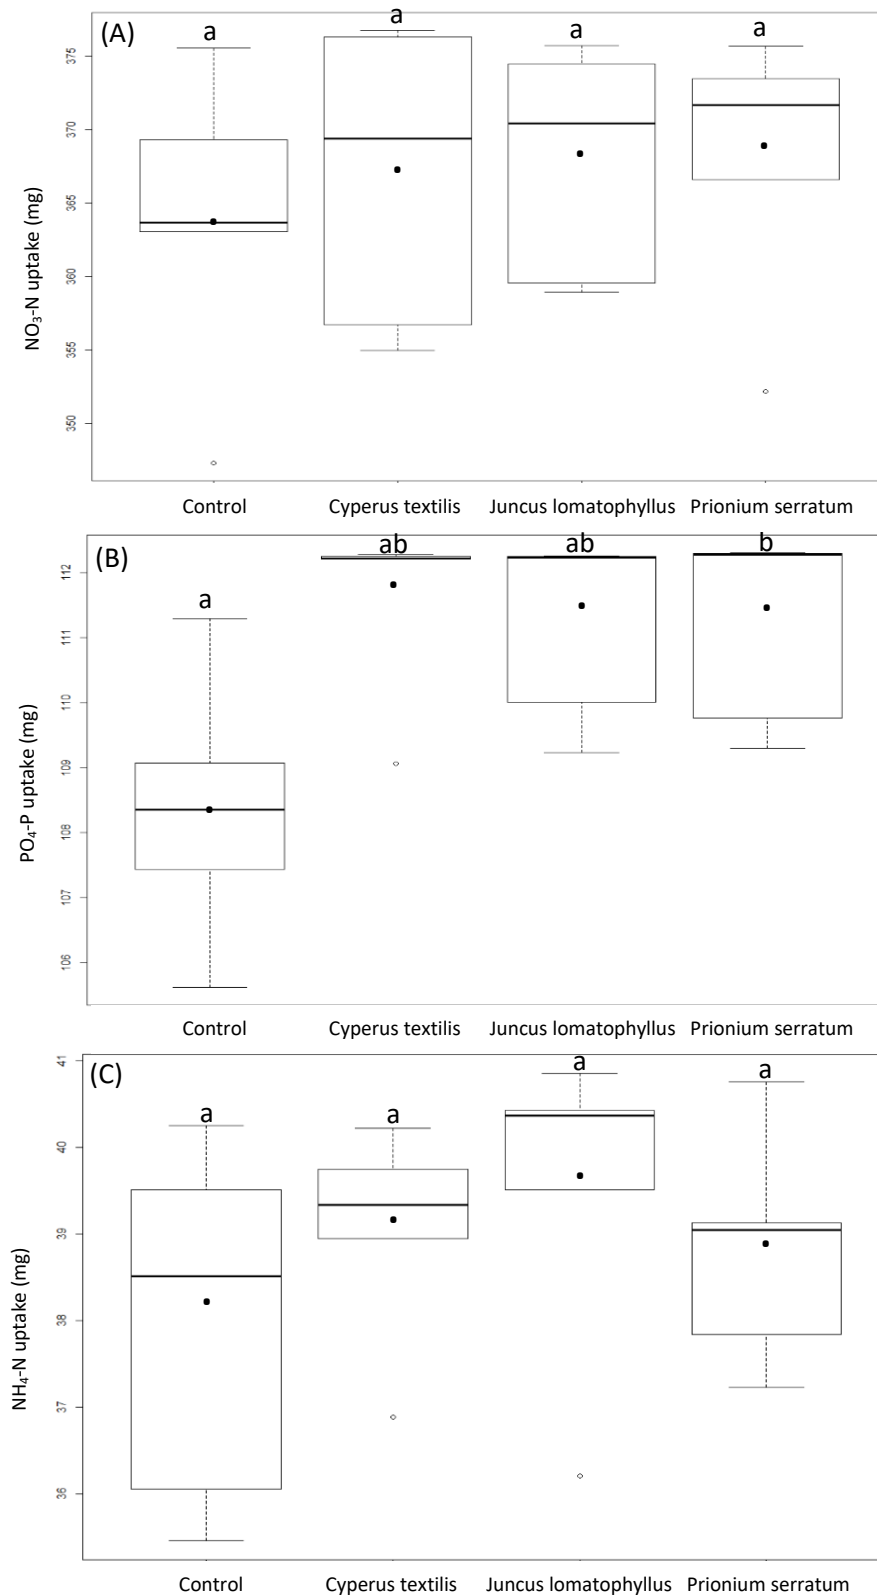 (A)
a
a
a
a
NO₃-N uptake (mg)
375
370
365
360
355
350
Control
Cyperus textilis
Juncus lomatophyllus
Prionium serratum
(B)
a
ab
ab
b
PO₄-P uptake (mg)
112
111
110
109
108
107
106
Control
Cyperus textilis
Juncus lomatophyllus
Prionium serratum
(C)
a
a
a
a
NH₄-N uptake (mg)
41
40
39
38
37
36
Control
Cyperus textilis
Juncus lomatophyllus
Prionium serratum